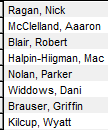 Ragan, Nick
McClelland, Aaaron
Blair, Robert
Halpin-Hiigman, Mac
Nolan, Parker
Widdows, Dani
Brauser, Griffin
Kilcup, Wyatt